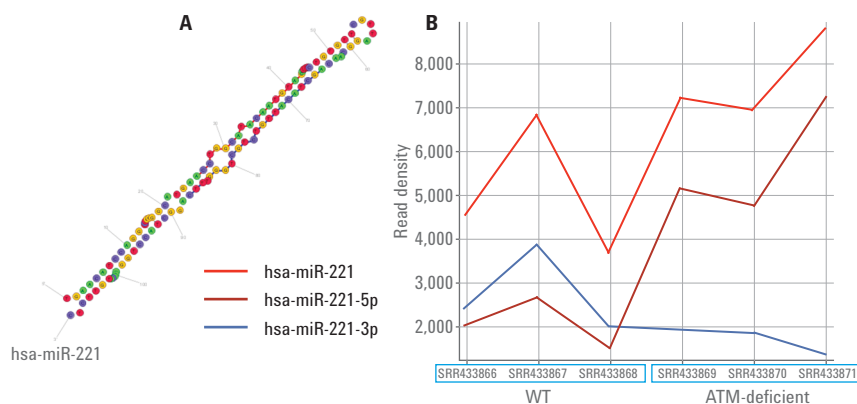 A
hsa-miR-221
hsa-miR-221
hsa-miR-221-5p
hsa-miR-221-3p
B
Read density
8,000
7,000
6,000
5,000
4,000
3,000
2,000
SRR433866 SRR433867 SRR433868 SRR433869 SRR433870 SRR433871
WT ATM-deficient